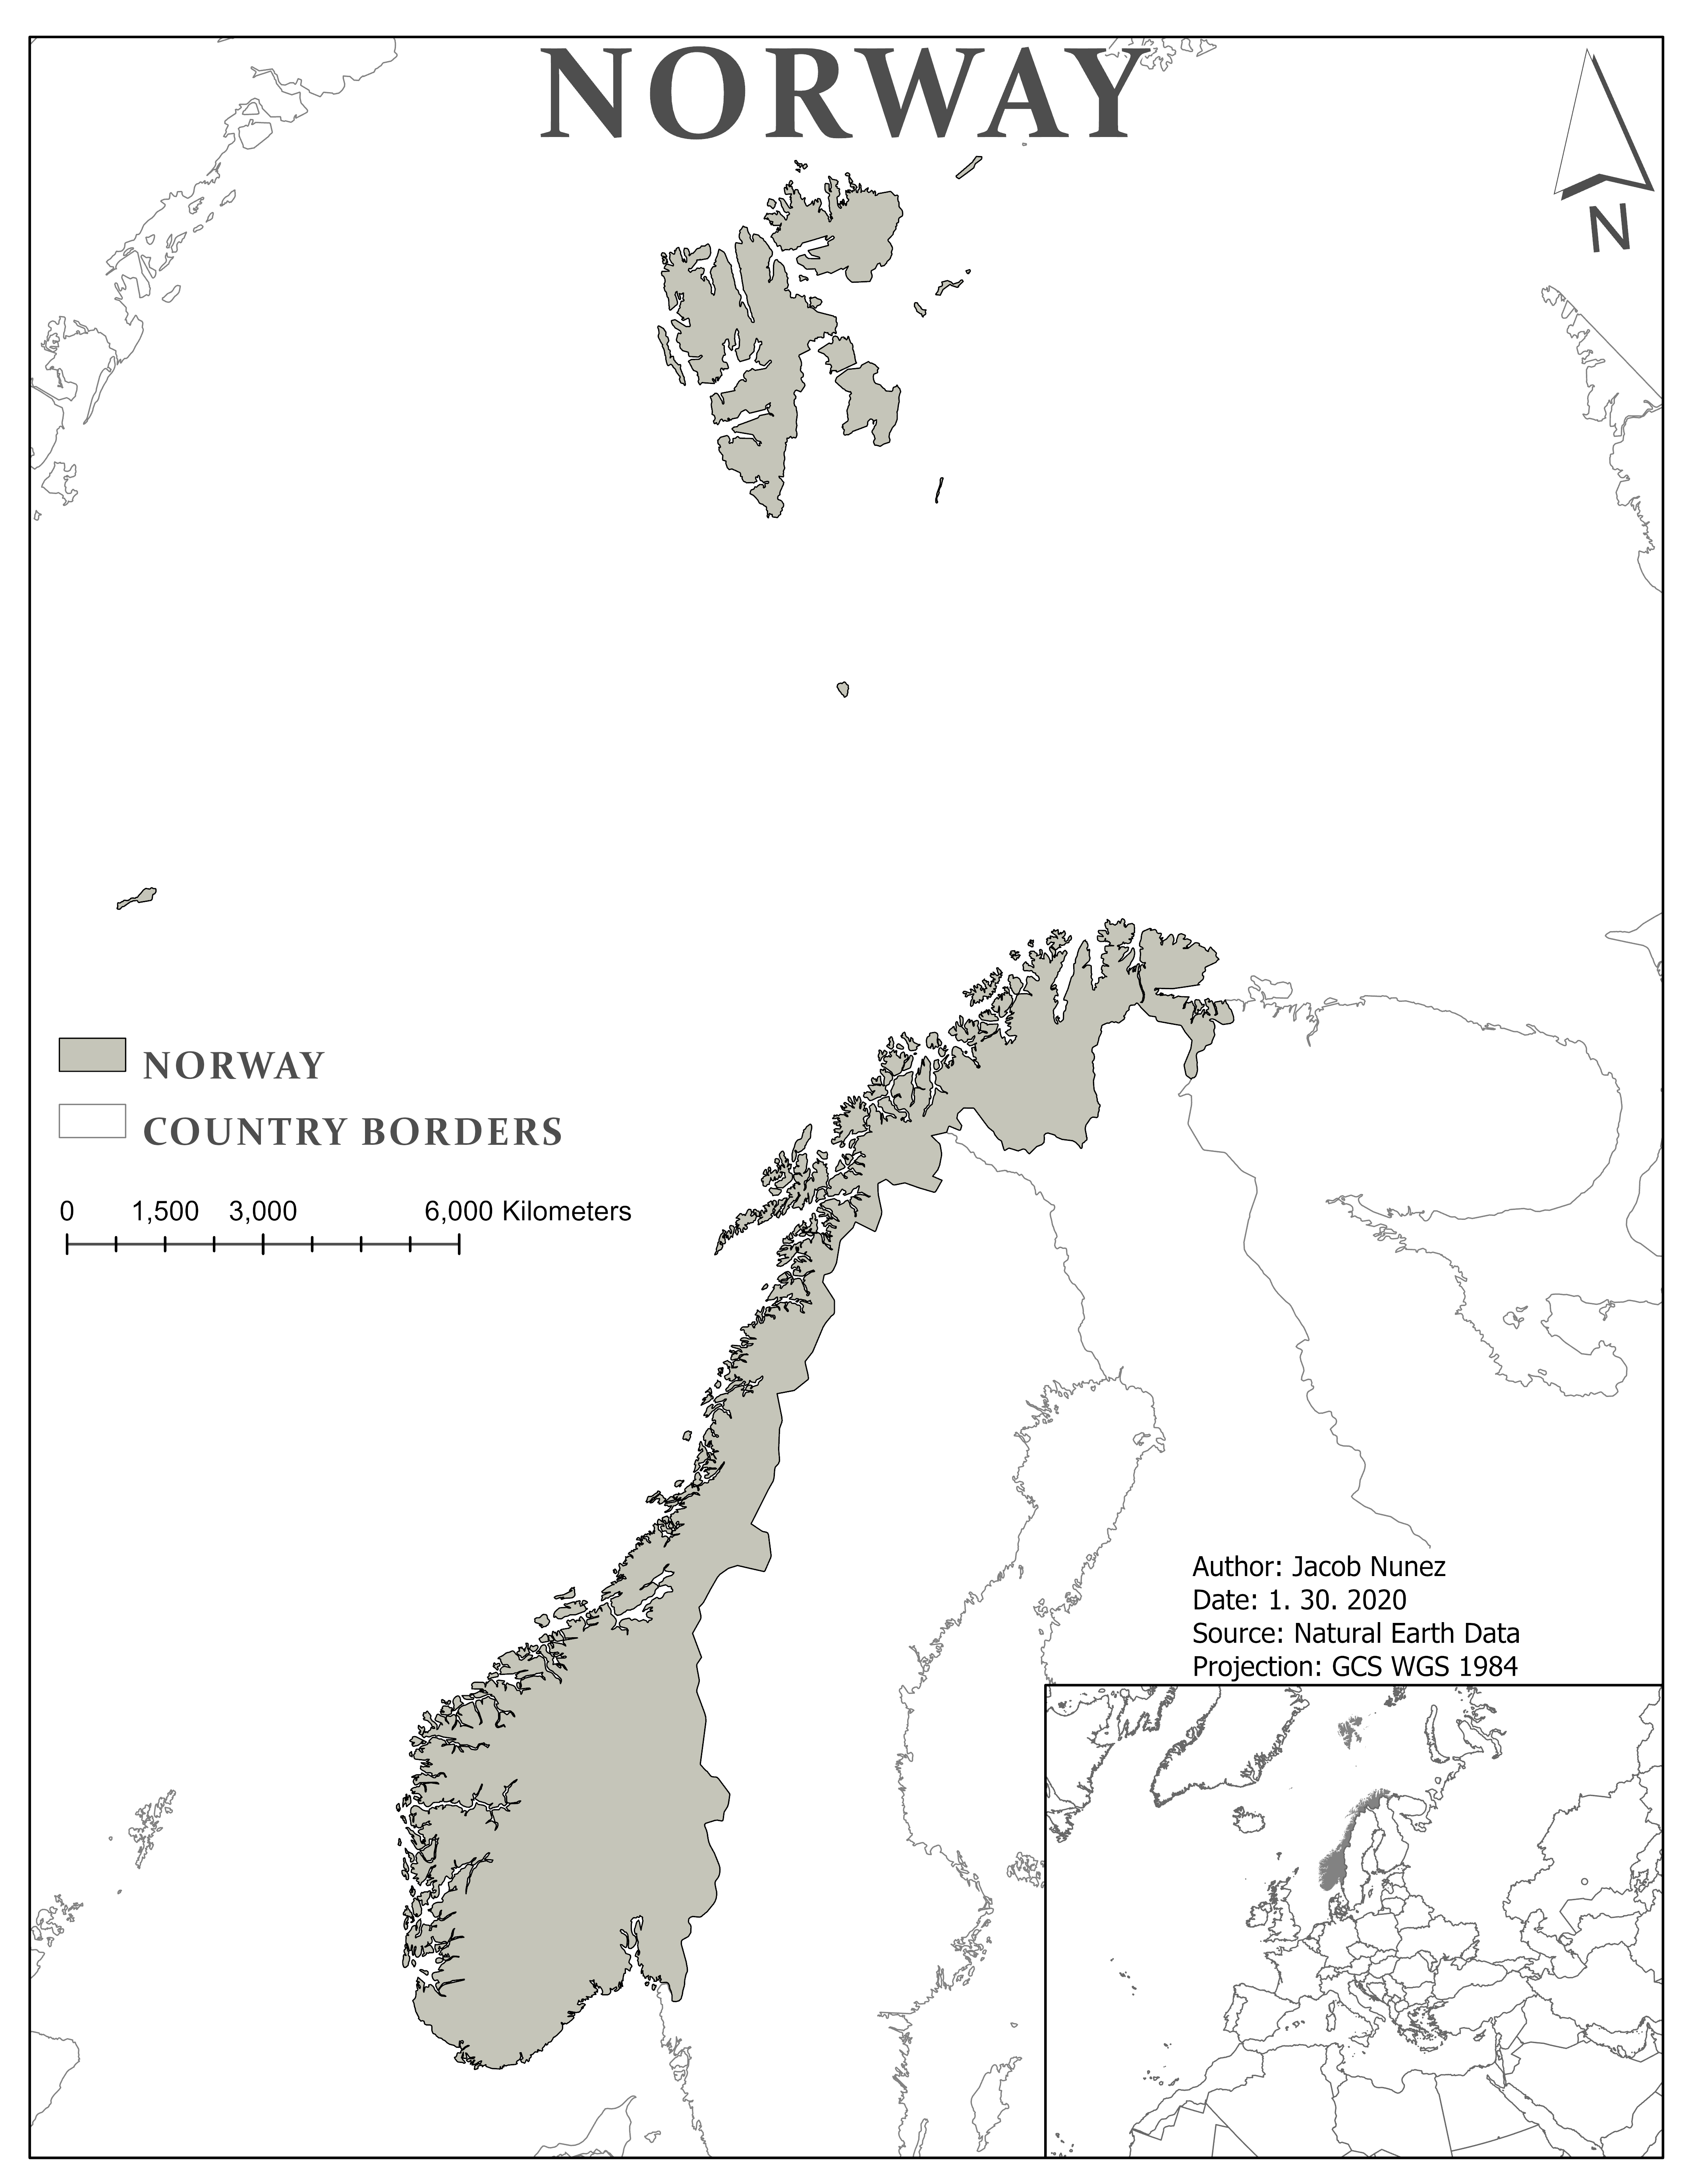 NORWAY
N
NORWAY
COUNTRY BORDERS
0 1,500 3,000 6,000 Kilometers
Author: Jacob Nunez
Date: 1. 30. 2020
Source: Natural Earth Data
Projection: GCS WGS 1984